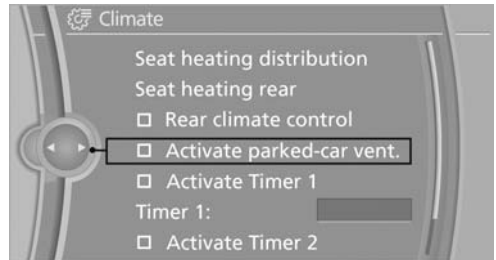 Climate
Seat heating distribution
Seat heating rear
Rear climate control
Activate parked-car vent.
Activate Timer 1
Timer 1:
Activate Timer 2